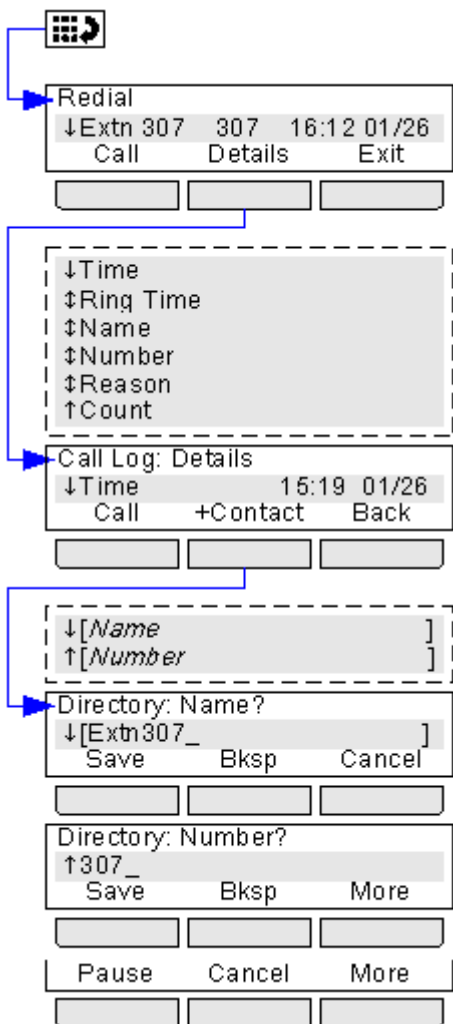 Redial
↓Extn 307 307 16:12 01/26
Call Details Exit
↓Time
↕Ring Time
↕Name
↕Number
↕Reason
↑Count
Call Log: Details
↓Time 15:19 01/26
Call +Contact Back
↓[Name ]
↑[Number ]
Directory: Name?
↓[Extn307_ ]
Save Bksp Cancel
Directory: Number?
↑307_
Save Bksp More
Pause Cancel More